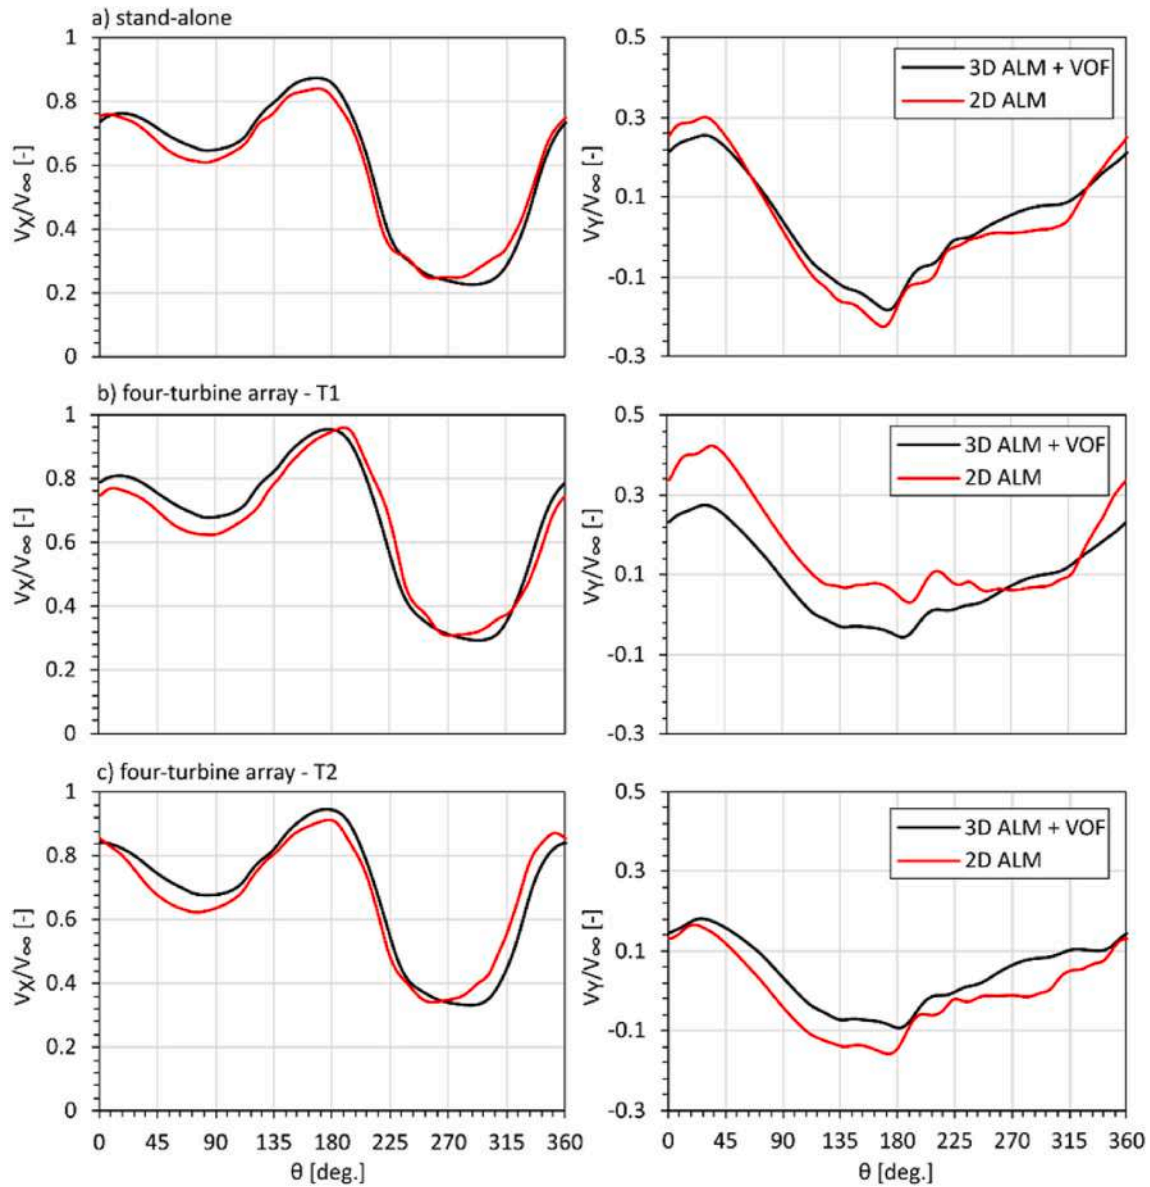 a) stand-alone
1
0.8
0.6
0.4
0.2
0
Vx/V∞ [-]
0.5
0.3
0.1
-0.1
-0.3
VY/V∞ [-]
3D ALM + VOF
2D ALM
b) four-turbine array - T1
1
0.8
0.6
0.4
0.2
0
Vx/V∞ [-]
0.5
0.3
0.1
-0.1
-0.3
VY/V∞ [-]
3D ALM + VOF
2D ALM
c) four-turbine array - T2
1
0.8
0.6
0.4
0.2
0
Vx/V∞ [-]
0 45 90 135 180 225 270 315 360
θ [deg.]
0.5
0.3
0.1
-0.1
-0.3
VY/V∞ [-]
3D ALM + VOF
2D ALM
0 45 90 135 180 225 270 315 360
θ [deg.]